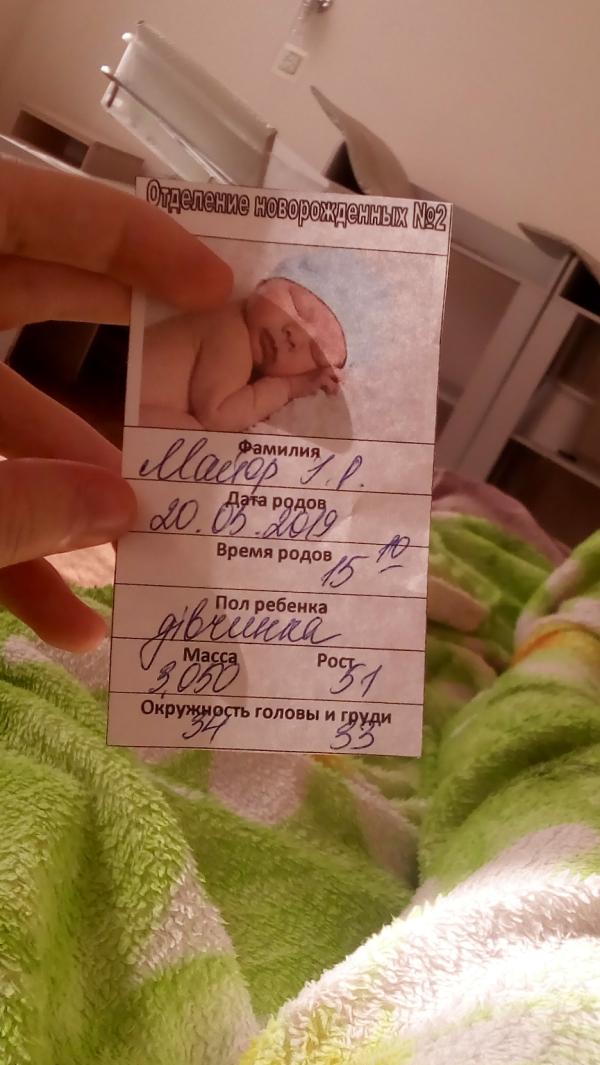 Отделение новорожденных №2
Фамилия
Майор
Дата родов
20.05.2019
Время родов
15 10
Пол ребенка
дівчинка
Масса Рост
3,050 51
Окружность головы и груди
34 33